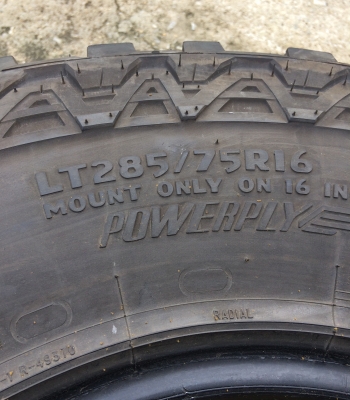 LT285/75R16
MOUNT ONLY ON 16 IN
POWERPLY
RADIAL